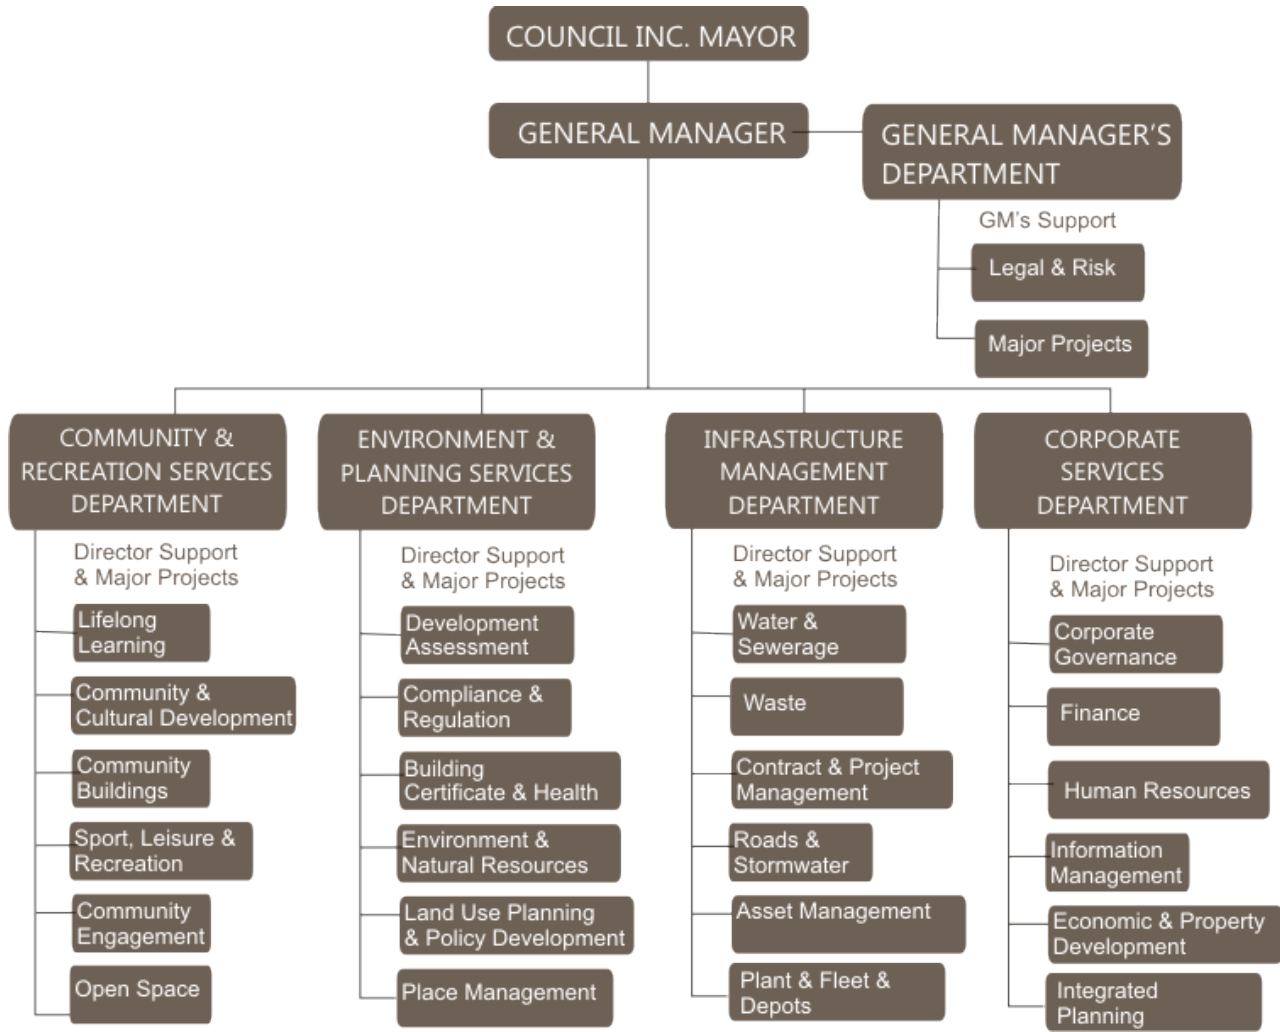 COUNCIL INC. MAYOR
GENERAL MANAGER
GENERAL MANAGER'S
DEPARTMENT
GM's Support
Legal & Risk
Major Projects
COMMUNITY &
RECREATION SERVICES
DEPARTMENT
Director Support
& Major Projects
Lifelong
Learning
Community &
Cultural Development
Community
Buildings
Sport, Leisure &
Recreation
Community
Engagement
Open Space
ENVIRONMENT &
PLANNING SERVICES
DEPARTMENT
Director Support
& Major Projects
Development
Assessment
Compliance &
Regulation
Building
Certificate & Health
Environment &
Natural Resources
Land Use Planning
& Policy Development
Place Management
INFRASTRUCTURE
MANAGEMENT
DEPARTMENT
Director Support
& Major Projects
Water &
Sewerage
Waste
Contract & Project
Management
Roads &
Stormwater
Asset Management
Plant & Fleet &
Depots
CORPORATE
SERVICES
DEPARTMENT
Director Support
& Major Projects
Corporate
Governance
Finance
Human Resources
Information
Management
Economic & Property
Development
Integrated
Planning